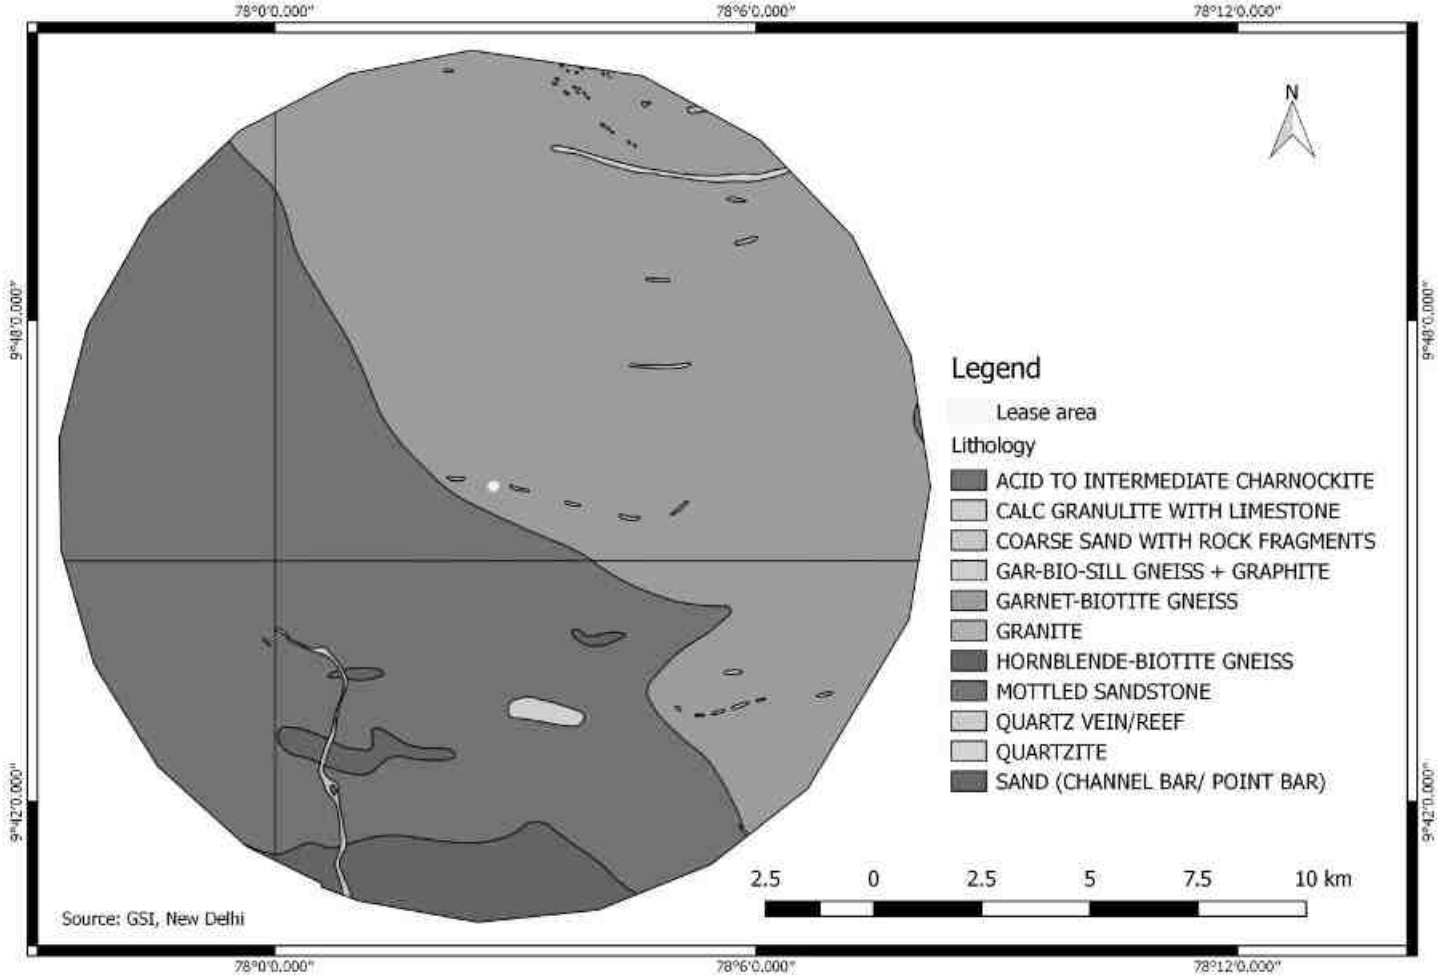 78°0'0.000" 78°6'0.000" 78°12'0.000"
N
9°48'0.000" 9°48'0.000"
Legend
Lease area
Lithology
ACID TO INTERMEDIATE CHARNOCKITE
CALC GRANULITE WITH LIMESTONE
COARSE SAND WITH ROCK FRAGMENTS
GAR-BIO-SILL GNEISS + GRAPHITE
GARNET-BIOTITE GNEISS
GRANITE
HORNBLENDE-BIOTITE GNEISS
MOTTLED SANDSTONE
QUARTZ VEIN/REEF
QUARTZITE
SAND (CHANNEL BAR/ POINT BAR)
9°42'0.000" 9°42'0.000"
2.5 0 2.5 5 7.5 10 km
Source: GSI, New Delhi
78°0'0.000" 78°6'0.000" 78°12'0.000"